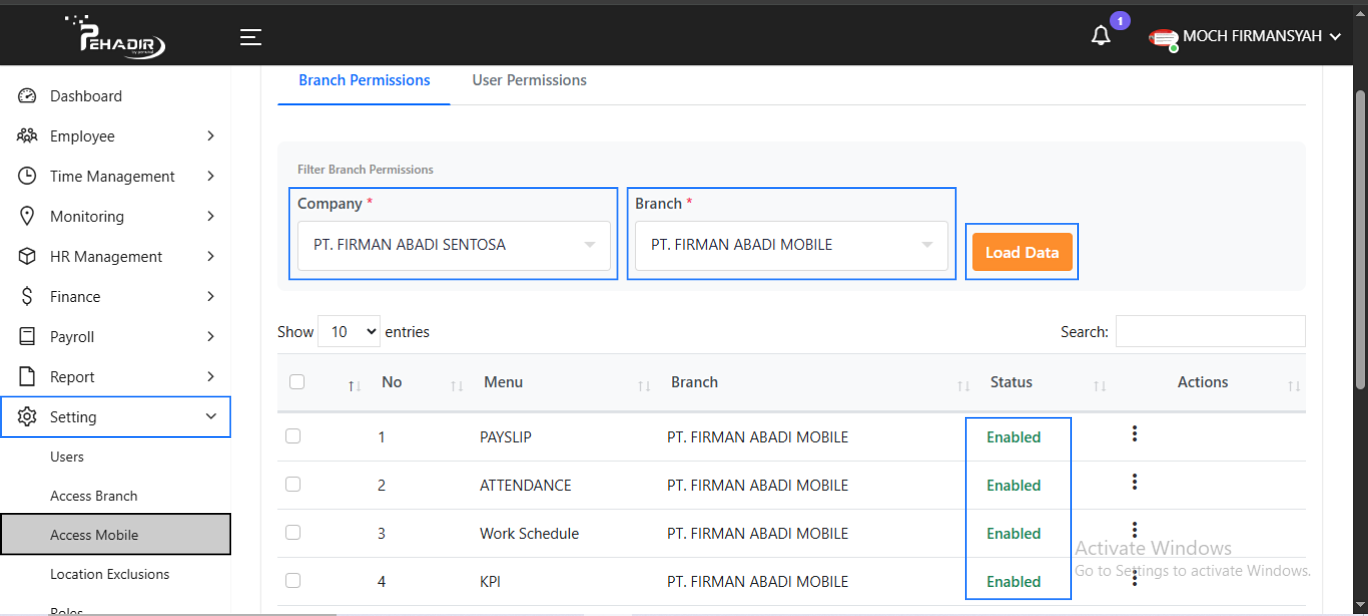 PEHADIR
1
MOCH FIRMANSYAH
Dashboard
Employee
Time Management
Monitoring
HR Management
Finance
Payroll
Report
Setting
Users
Access Branch
Access Mobile
Location Exclusions
Roles
Branch Permissions
User Permissions
Filter Branch Permissions
Company *
PT. FIRMAN ABADI SENTOSA
Branch *
PT. FIRMAN ABADI MOBILE
Load Data
Show 10 entries
Search:
No Menu Branch Status Actions
1 PAYSLIP PT. FIRMAN ABADI MOBILE Enabled
2 ATTENDANCE PT. FIRMAN ABADI MOBILE Enabled
3 Work Schedule PT. FIRMAN ABADI MOBILE Enabled
4 KPI PT. FIRMAN ABADI MOBILE Enabled
Activate Windows
Go to Settings to activate Windows.